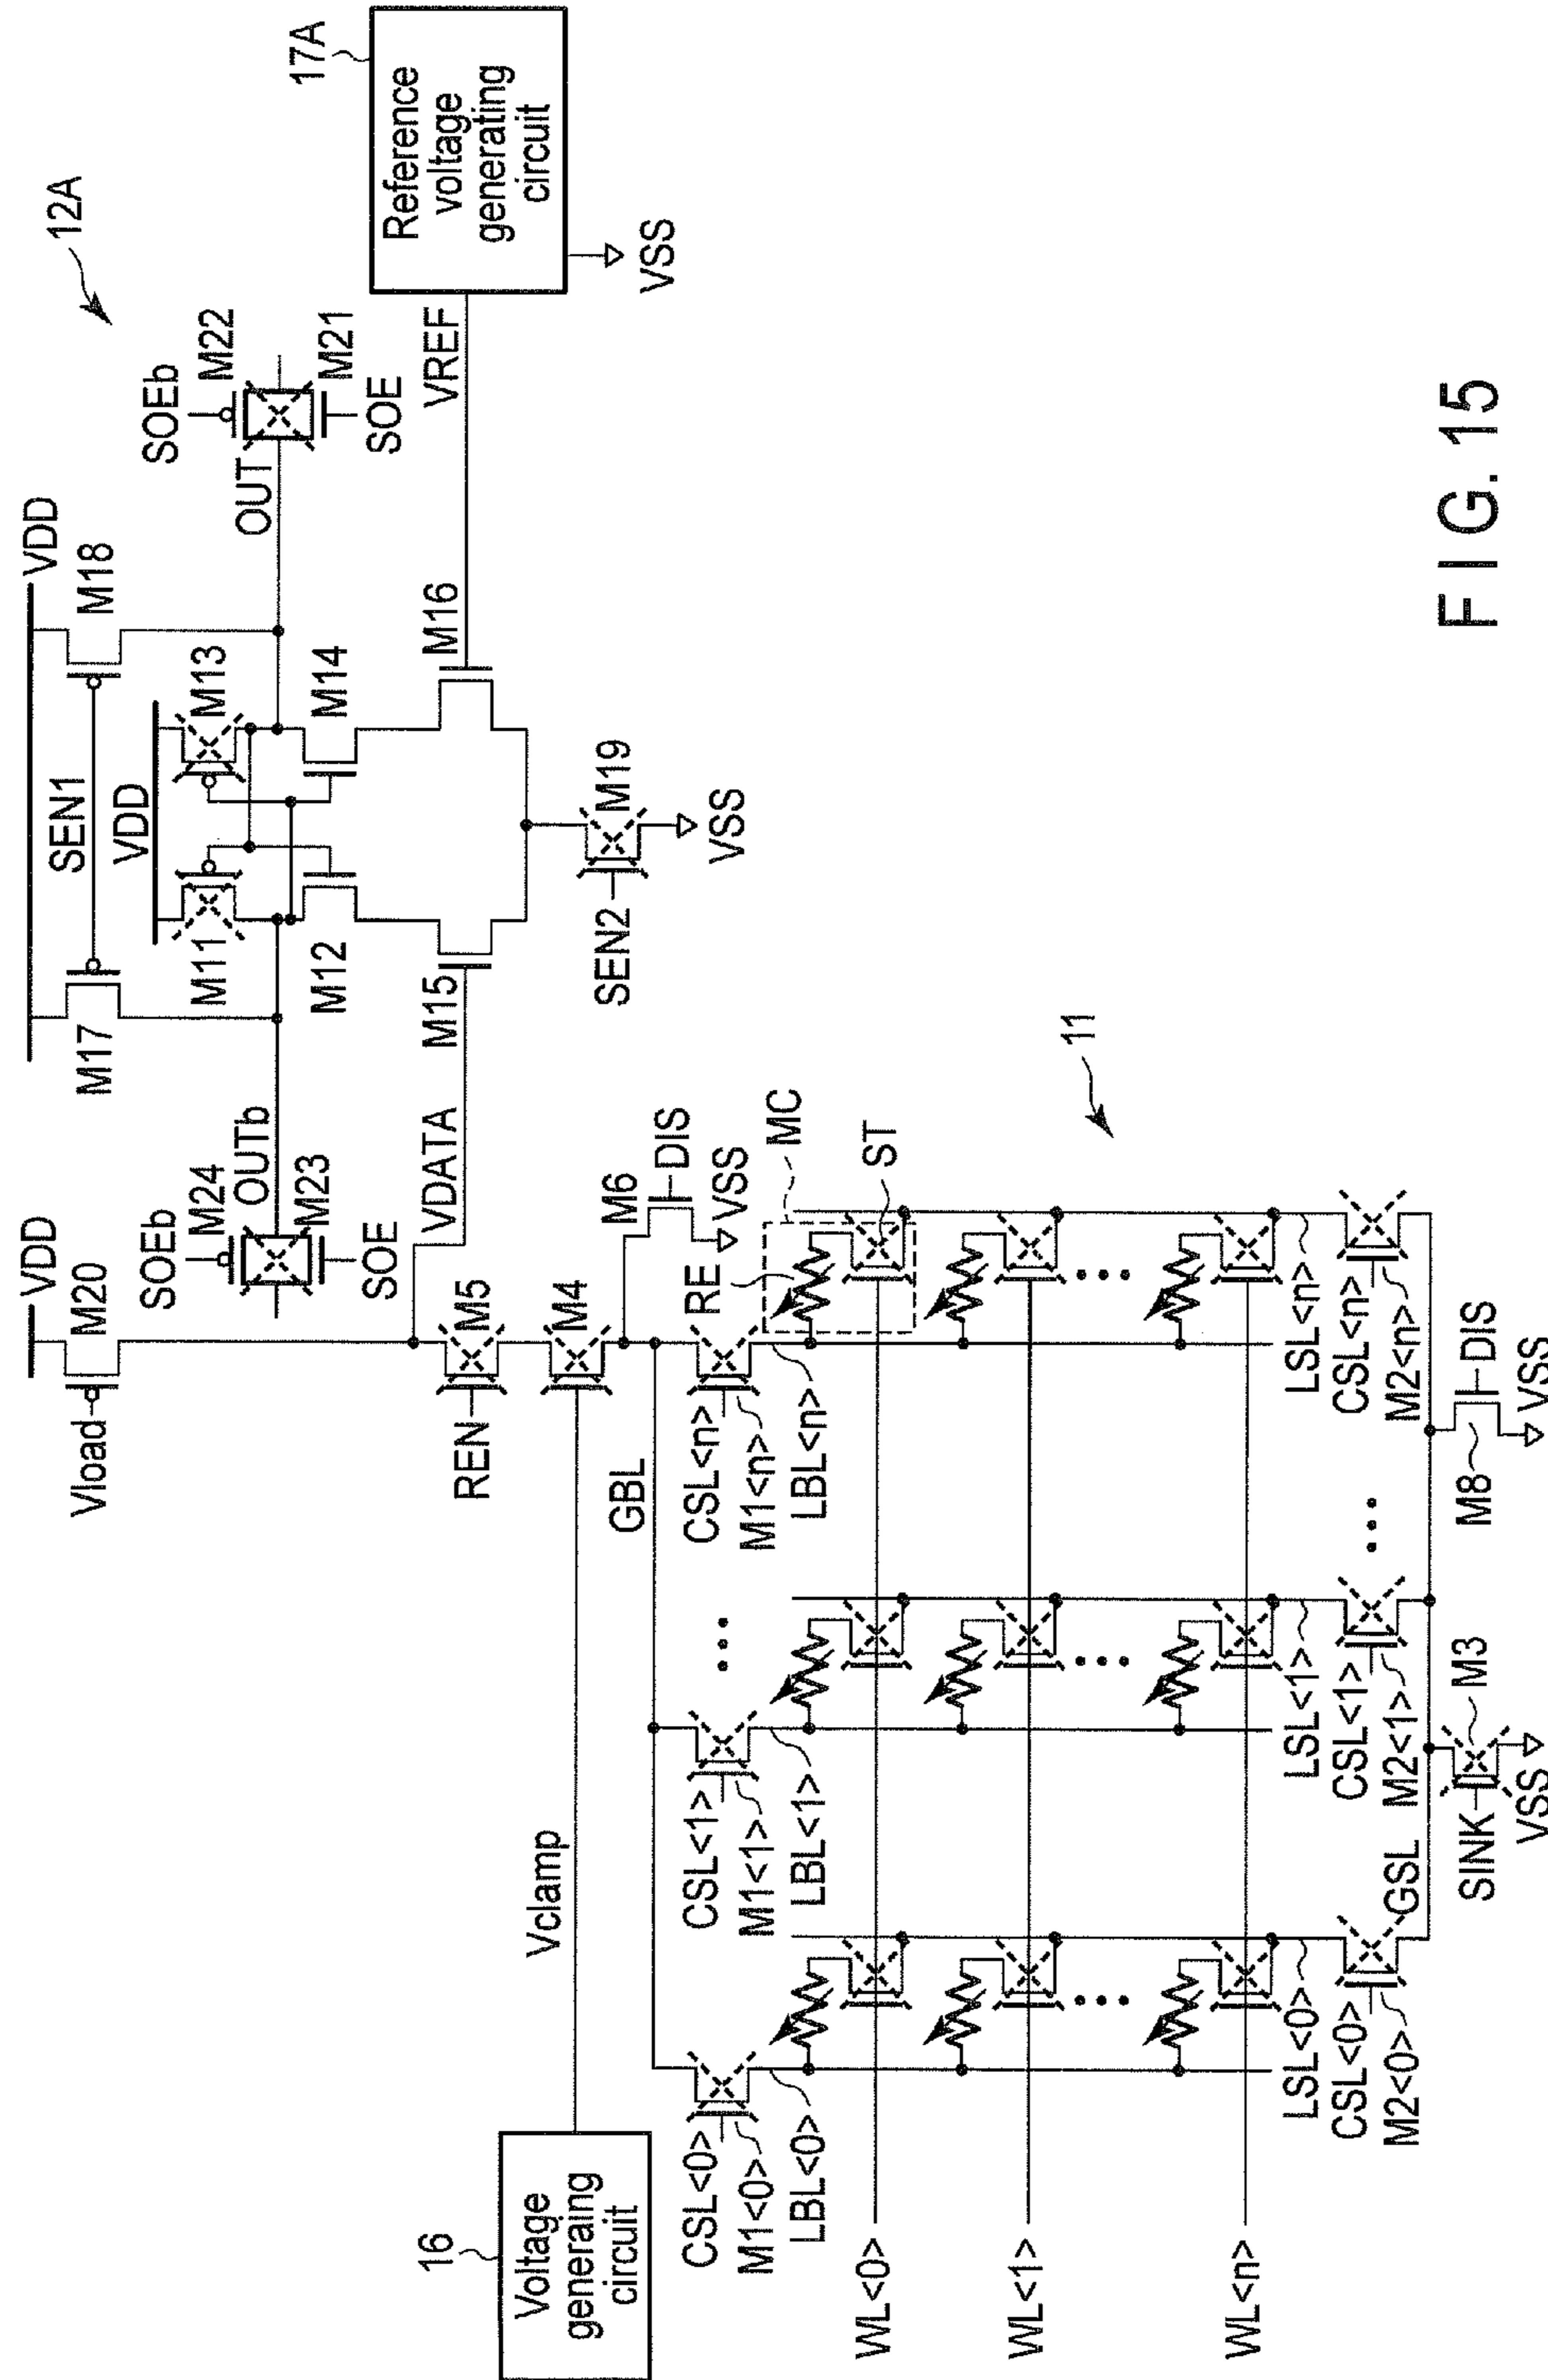 12A
17A
Reference
voltage
generating
circuit
VSS
VREF
SOEb
M22
M21
SOE
OUT
VDD
M18
SEN1
M17
VDD
M13
M11
M14
M12
M16
M15
M19
SEN2
VSS
VDD
M20
Vload
SOEb
M24
OUTb
M23
SOE
VDATA
M5
REN
M4
M6
DIS
VSS
GBL
Vclamp
16
Voltage
generaing
circuit
11
MC
ST
RE
CSL<0>
M1<0>
LBL<0>
CSL<1>
M1<1>
LBL<1>
CSL<n>
M1<n>
LBL<n>
WL<0>
WL<1>
WL<n>
LSL<0>
CSL<0>
M2<0>
LSL<1>
CSL<1>
M2<1>
LSL<n>
CSL<n>
M2<n>
GSL
SINK
M3
VSS
M8
DIS
VSS
FIG. 15